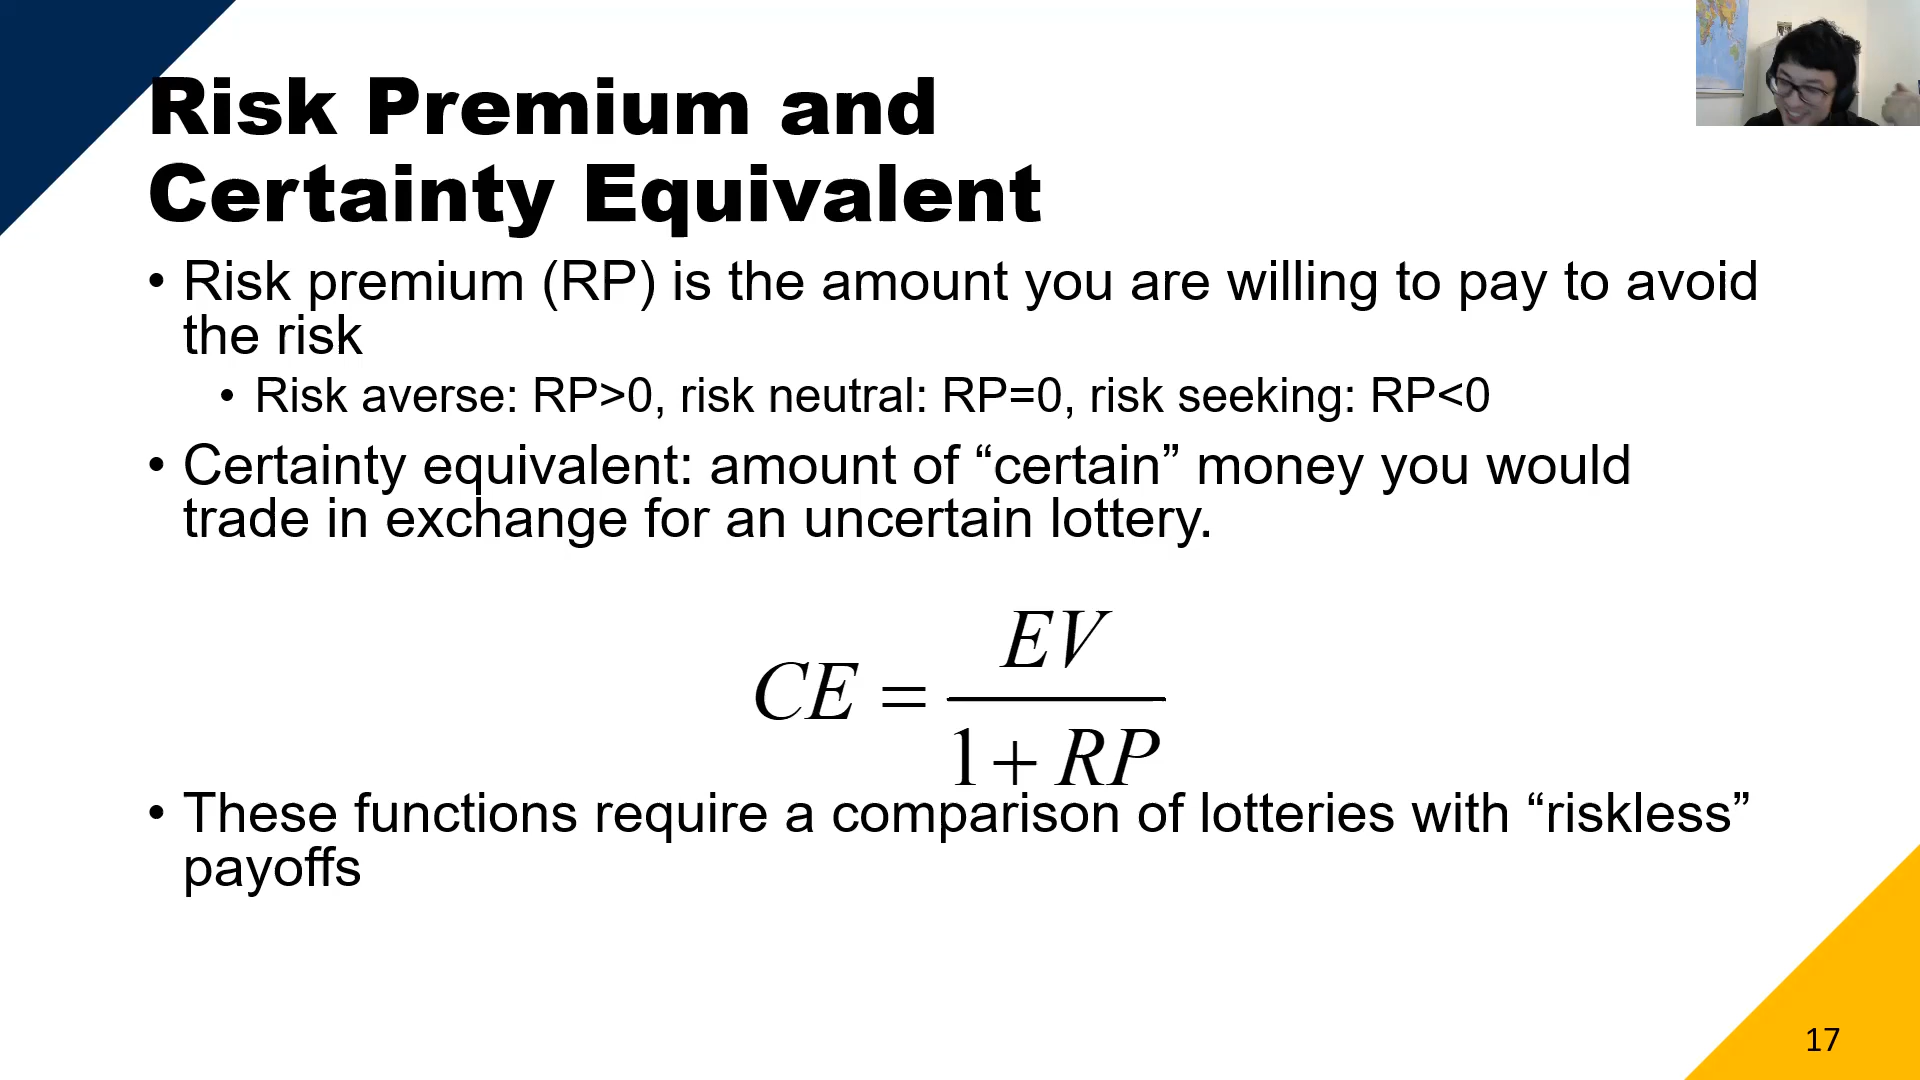 Risk Premium and
Certainty Equivalent
• Risk premium (RP) is the amount you are willing to pay to avoid
the risk
• Risk averse: RP>0, risk neutral: RP=0, risk seeking: RP<0
• Certainty equivalent: amount of “certain” money you would
trade in exchange for an uncertain lottery.
CE = EV / 1 + RP
• These functions require a comparison of lotteries with “riskless”
payoffs
17